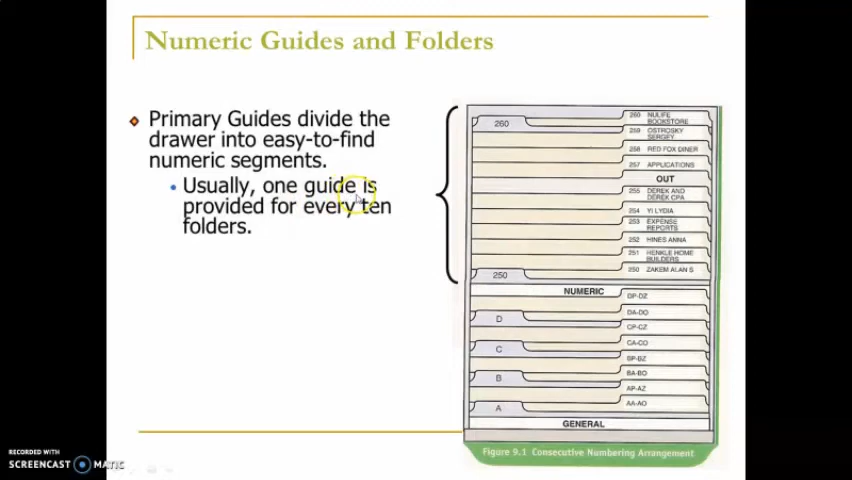 Numeric Guides and Folders
Primary Guides divide the
drawer into easy-to-find
numeric segments.
Usually, one guide is
provided for every ten
folders.
260
260 NULIFE
BOOKSTORE
259 OSTROSKY
SERGEY
258 RED FOX DINER
257 APPLICATIONS
OUT
255 DEREK AND
DEREK CPA
254 YI LYDIA
253 EXPENSE
REPORTS
252 HINES ANNA
251 HENKLE HOME
BUILDERS
250
250 ZAKEM ALAN S
NUMERIC
DP-DZ
D
DA-DO
CP-CZ
C
CA-CO
BP-BZ
B
BA-BO
AP-AZ
A
AA-AO
GENERAL
Figure 9.1 Consecutive Numbering Arrangement
RECORDED WITH
SCREENCAST MATIC